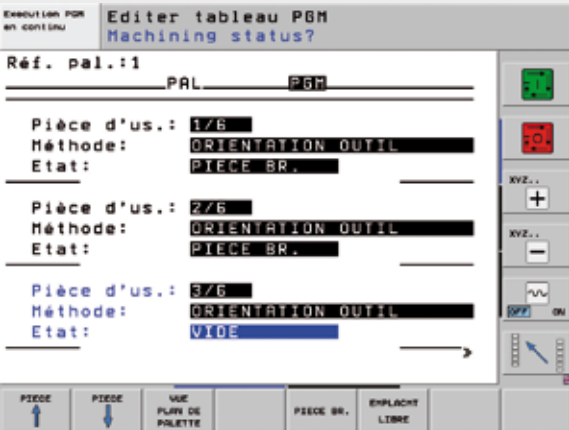 Execution PGM
en continu
Editer tableau PGM
Machining status?
Réf. pal.:1
PAL PGM
Pièce d'us.: 1/6
Méthode: ORIENTATION OUTIL
Etat: PIECE BR.
Pièce d'us.: 2/6
Méthode: ORIENTATION OUTIL
Etat: PIECE BR.
Pièce d'us.: 3/6
Méthode: ORIENTATION OUTIL
Etat: VIDE
XYZ..
+
XYZ..
−
OFF ON
PIECE
PIECE
VUE
PLAN DE
PALETTE
PIECE BR.
EMPLACMT
LIBRE